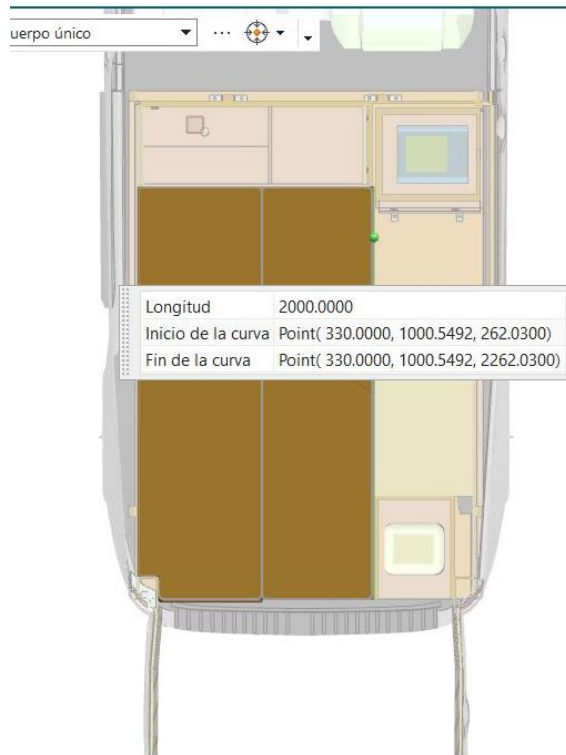 uerpo único
Longitud 2000.0000
Inicio de la curva Point( 330.0000, 1000.5492, 262.0300)
Fin de la curva Point( 330.0000, 1000.5492, 2262.0300)